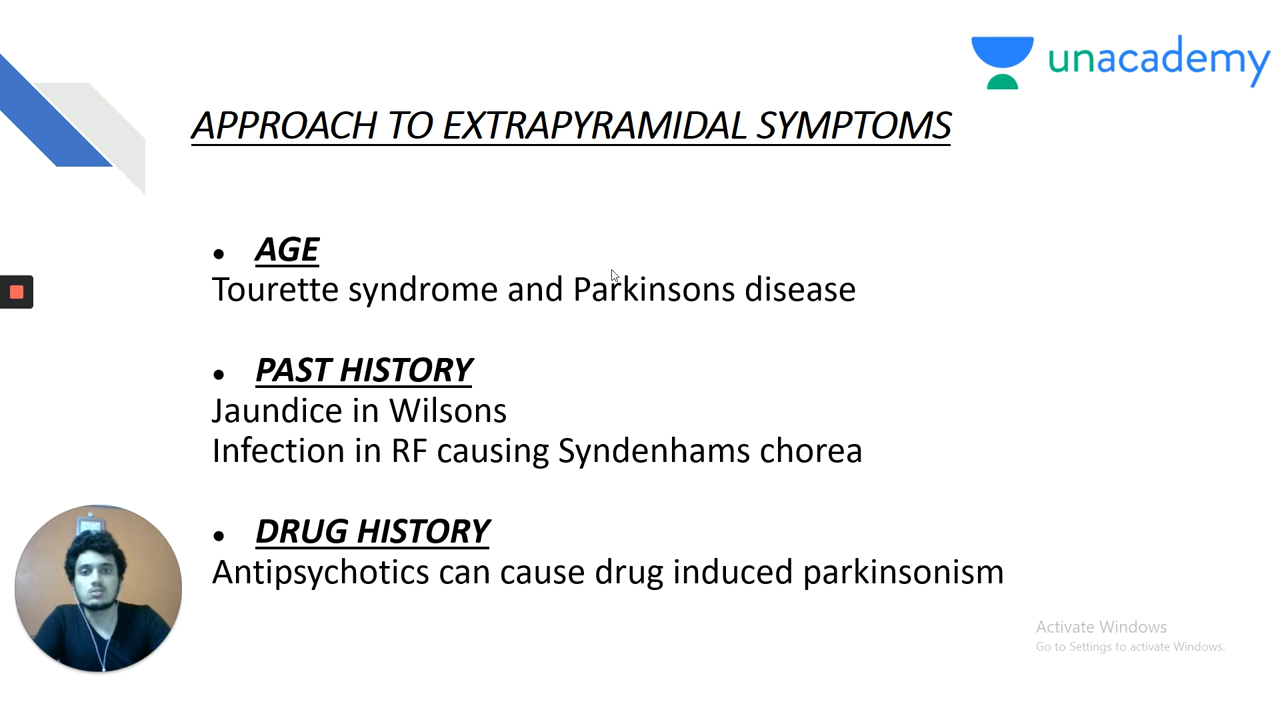 unacademy
APPROACH TO EXTRAPYRAMIDAL SYMPTOMS
• AGE
Tourette syndrome and Parkinsons disease
• PAST HISTORY
Jaundice in Wilsons
Infection in RF causing Syndenhams chorea
• DRUG HISTORY
Antipsychotics can cause drug induced parkinsonism
Activate Windows
Go to Settings to activate Windows.